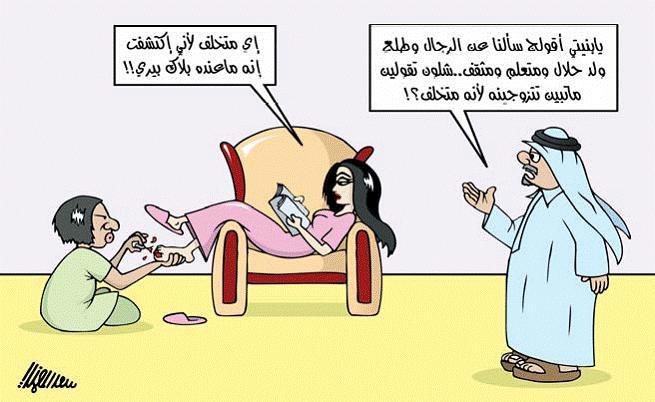 يابنيتي أقولج سألنا عن الرجال وطلع
ولد حلال ومتعلم ومثقف..شلون تقولين
ماتبين تتزوجينه لأنه متخلف؟!
إي متخلف لأني إكتشفت
إنه ماعنده بلاك بيري!!